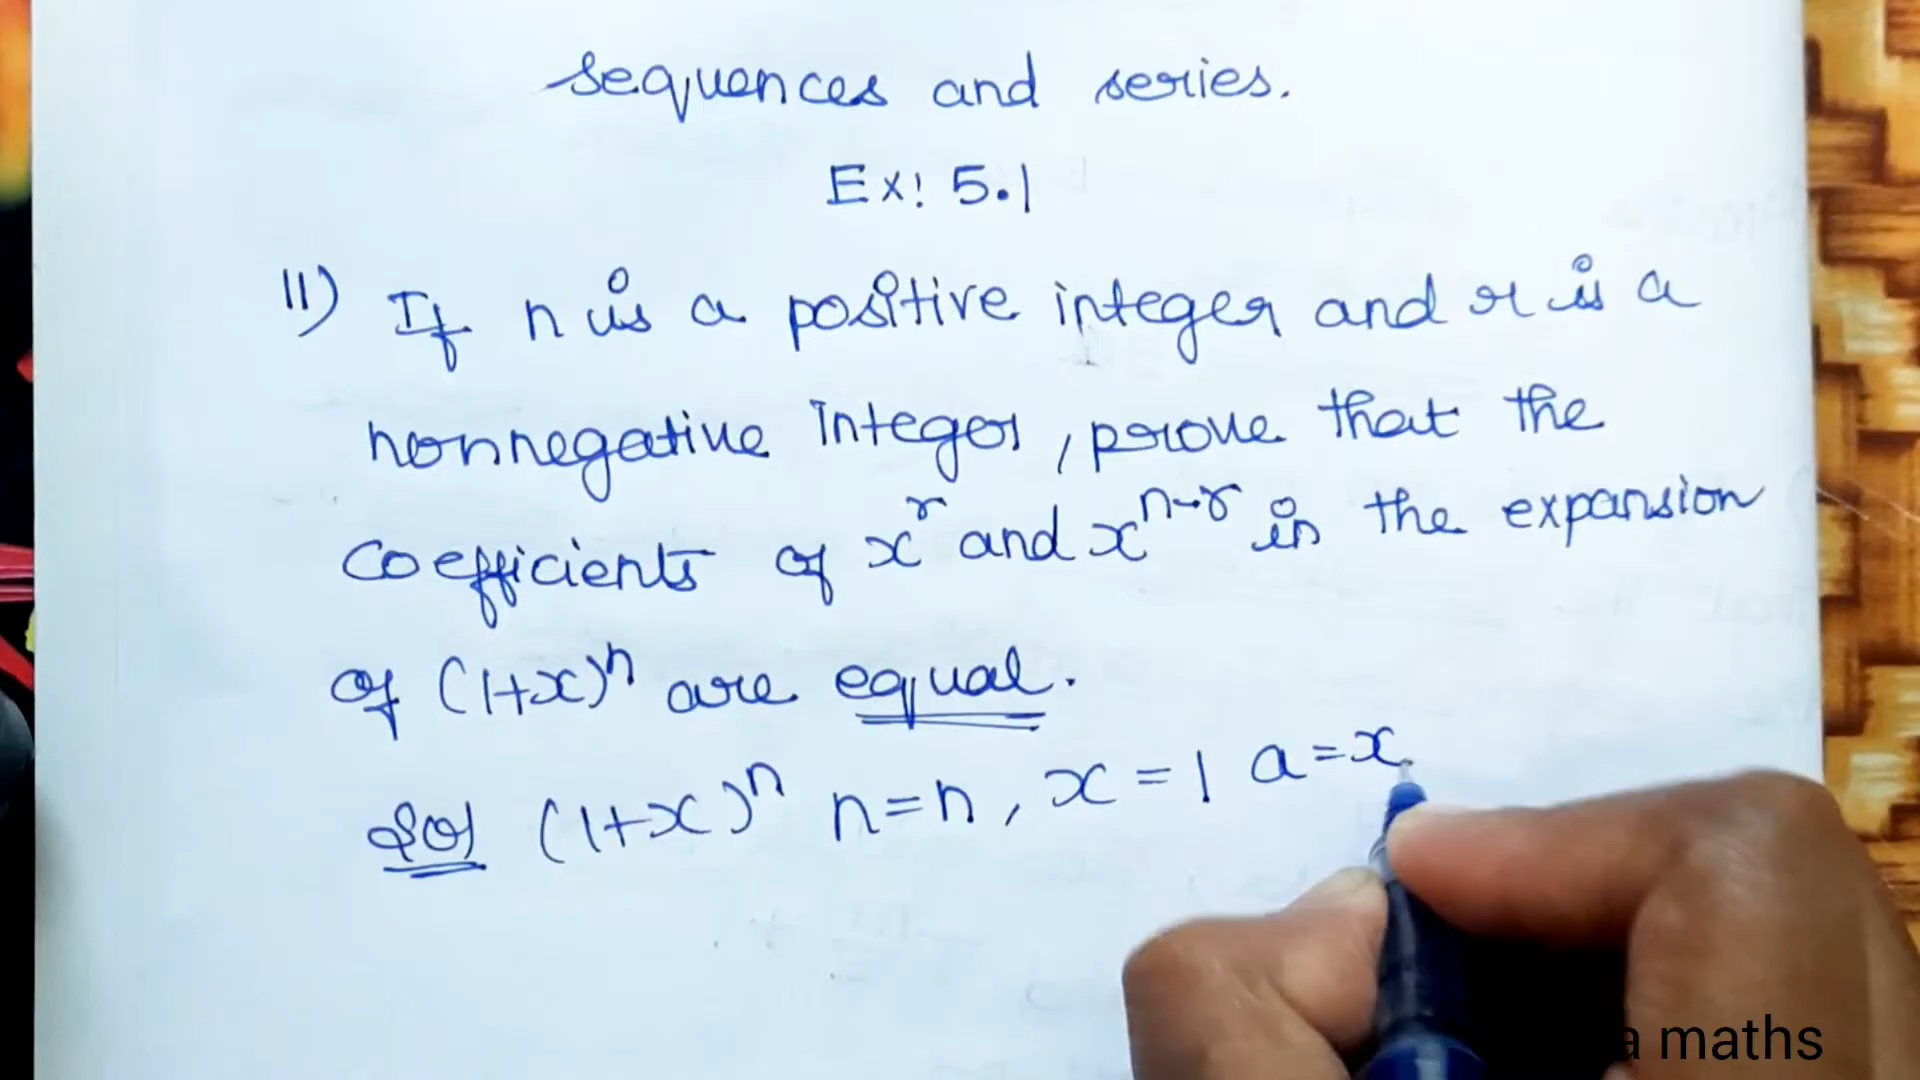 sequences and series.
Ex: 5.1
11) If n is a positive integer and r is a
nonnegative integer, prove that the
coefficients of x^r and x^{n-r} in the expansion
of (1+x)^n are equal.
Sol (1+x)^n n=n, x=1 a=x
a maths